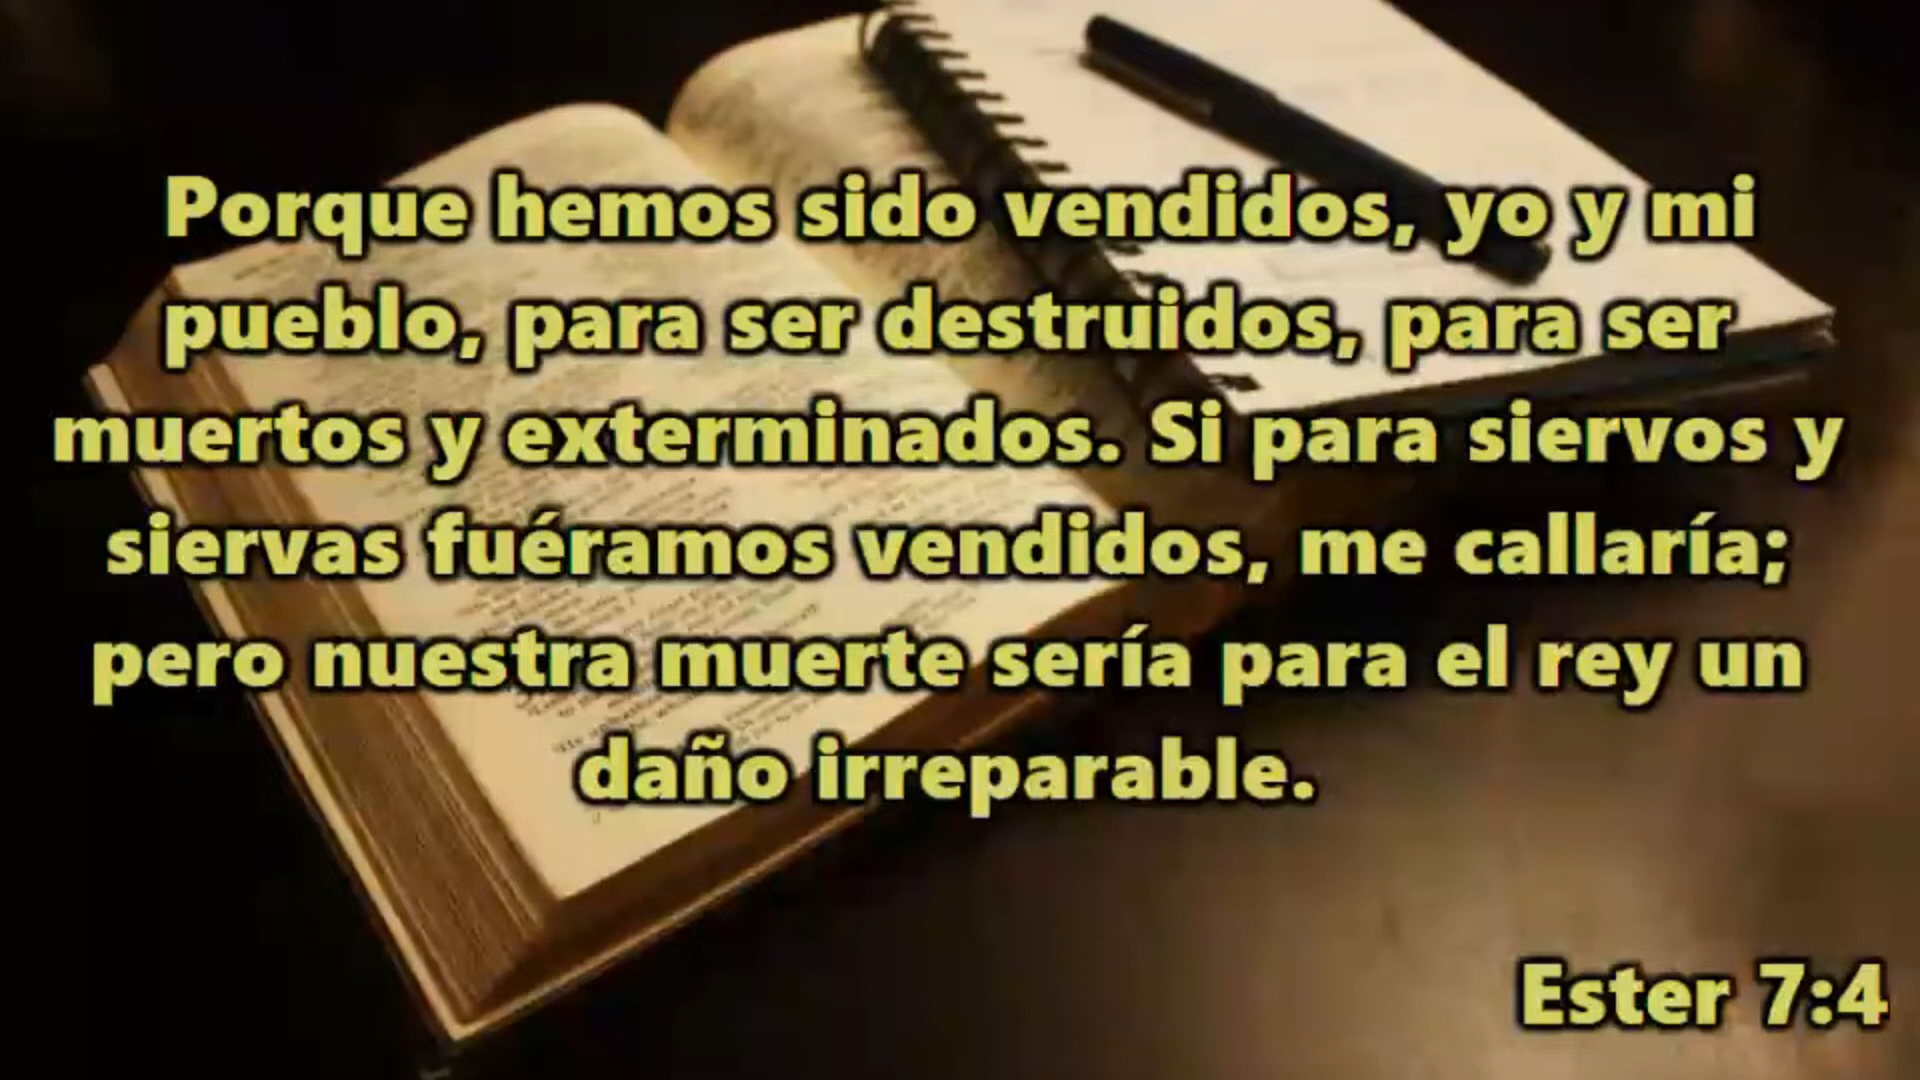 Porque hemos sido vendidos, yo y mi
pueblo, para ser destruidos, para ser
muertos y exterminados. Si para siervos y
siervas fuéramos vendidos, me callaría;
pero nuestra muerte sería para el rey un
daño irreparable.
Ester 7:4